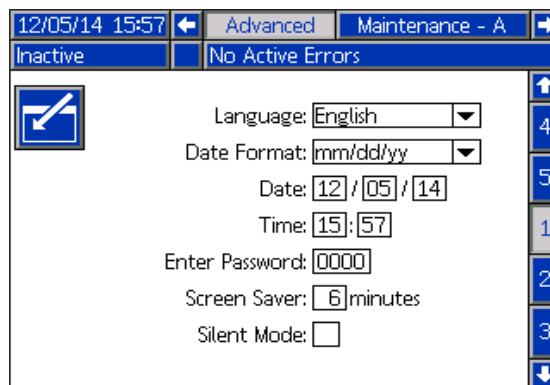 12/05/14 15:57 Advanced Maintenance - A
Inactive No Active Errors
Language: English
Date Format: mm/dd/yy
Date: 12 / 05 / 14
Time: 15 : 57
Enter Password: 0000
Screen Saver: 6 minutes
Silent Mode:
4
5
1
2
3